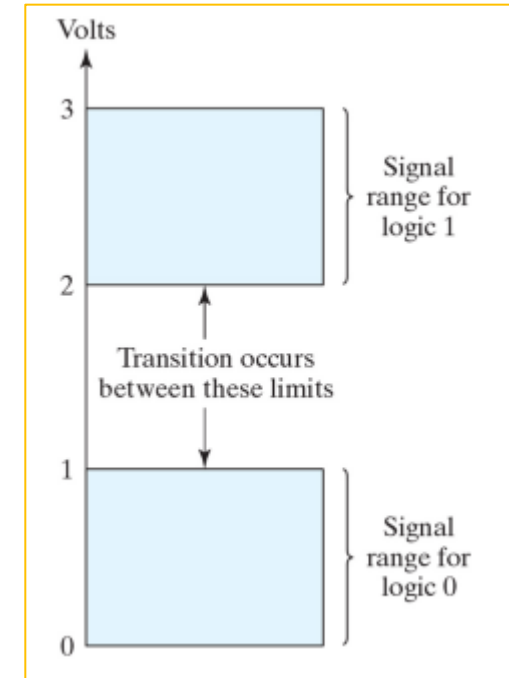 Volts
3
Signal
range for
logic 1
2
Transition occurs
between these limits
1
Signal
range for
logic 0
0